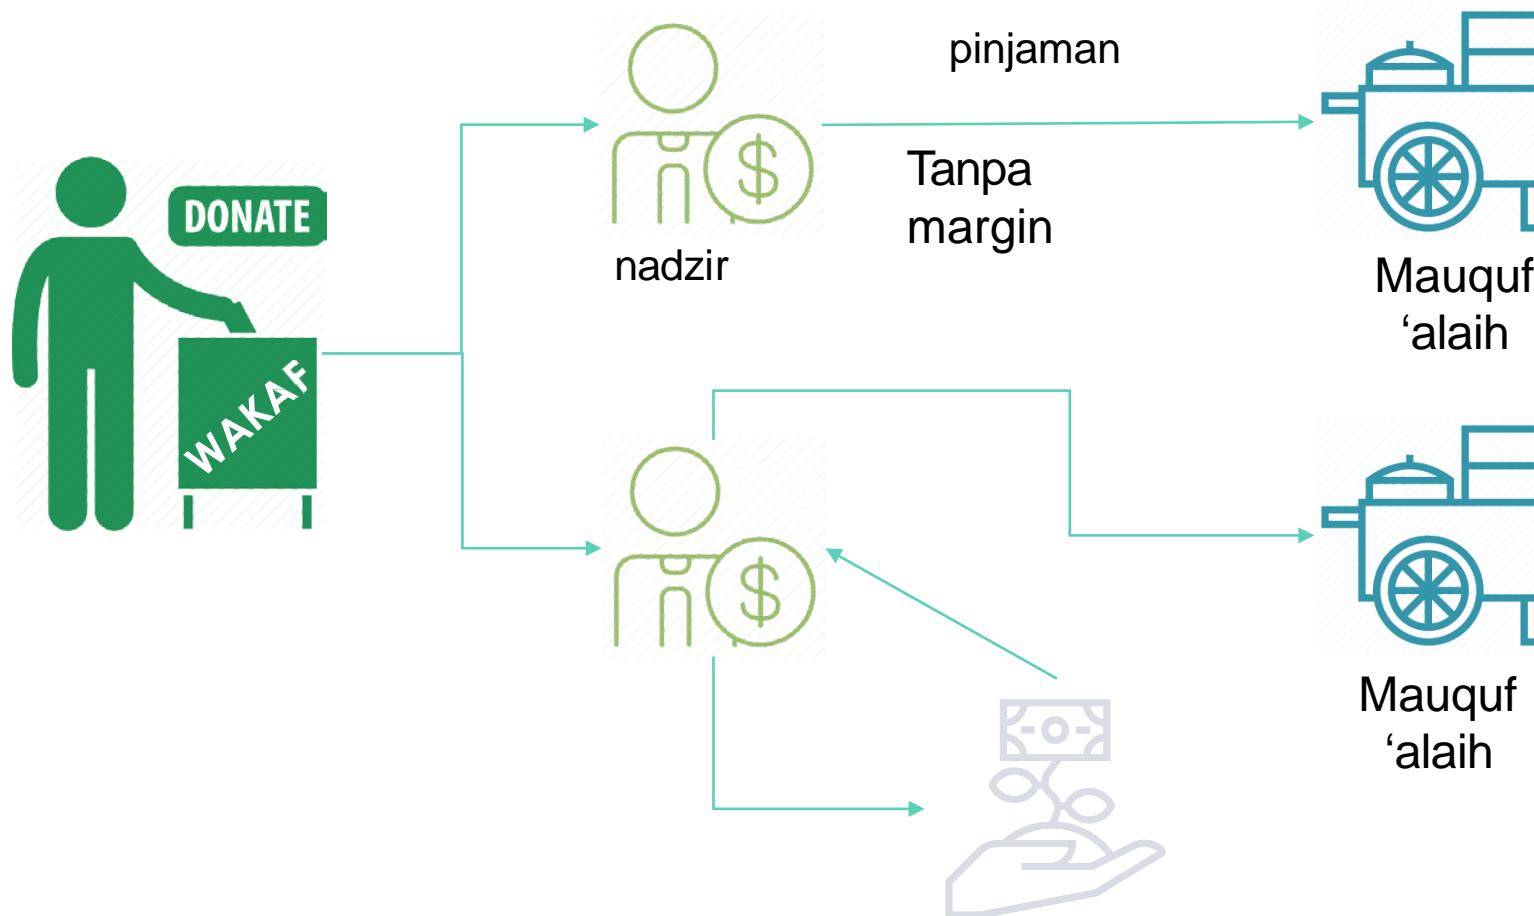 DONATE
WAKAF
nadzir
pinjaman
Tanpa
margin
Mauquf
‘alaih
Mauquf
‘alaih